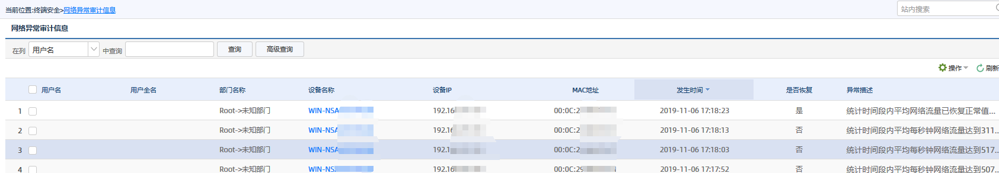 当前位置:终端安全>网络异常审计信息
站内搜索
网络异常审计信息
在列 用户名 中查询 查询 高级查询
操作 刷新
用户名 用户全名 部门名称 设备名称 设备IP MAC地址 发生时间 是否恢复 异常描述
1 Root->未知部门 WIN-NSA 192.16 00:0C:2 2019-11-06 17:18:23 是 统计时间段内平均网络流量已恢复正常值...
2 Root->未知部门 WIN-NSA 192.16 00:0C:2 2019-11-06 17:18:13 否 统计时间段内平均每秒钟网络流量达到311...
3 Root->未知部门 WIN-NSA 192.1 00:0C:2 2019-11-06 17:18:03 否 统计时间段内平均每秒钟网络流量达到517...
4 Root->未知部门 WIN-NS 192.16 00:0C:29 2019-11-06 17:17:52 否 统计时间段内平均每秒钟网络流量达到507...